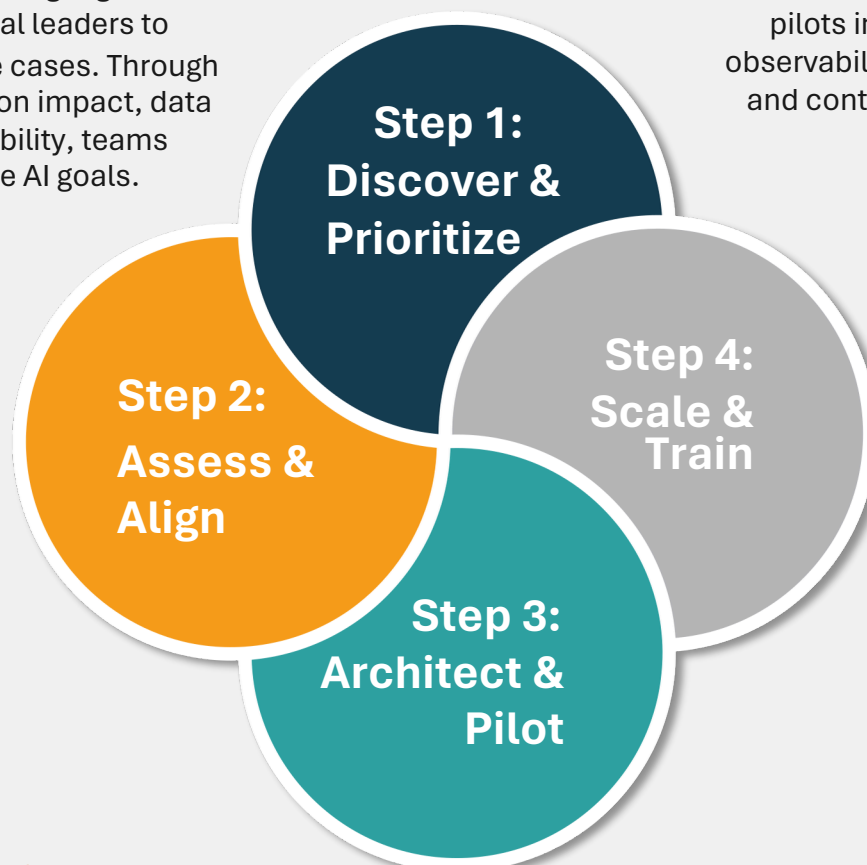 al leaders to
e cases. Through
on impact, data
bility, teams
e AI goals.
pilots in
observabil
and cont
Step 1:
Discover &
Prioritize
Step 2:
Assess &
Align
Step 3:
Architect &
Pilot
Step 4:
Scale &
Train